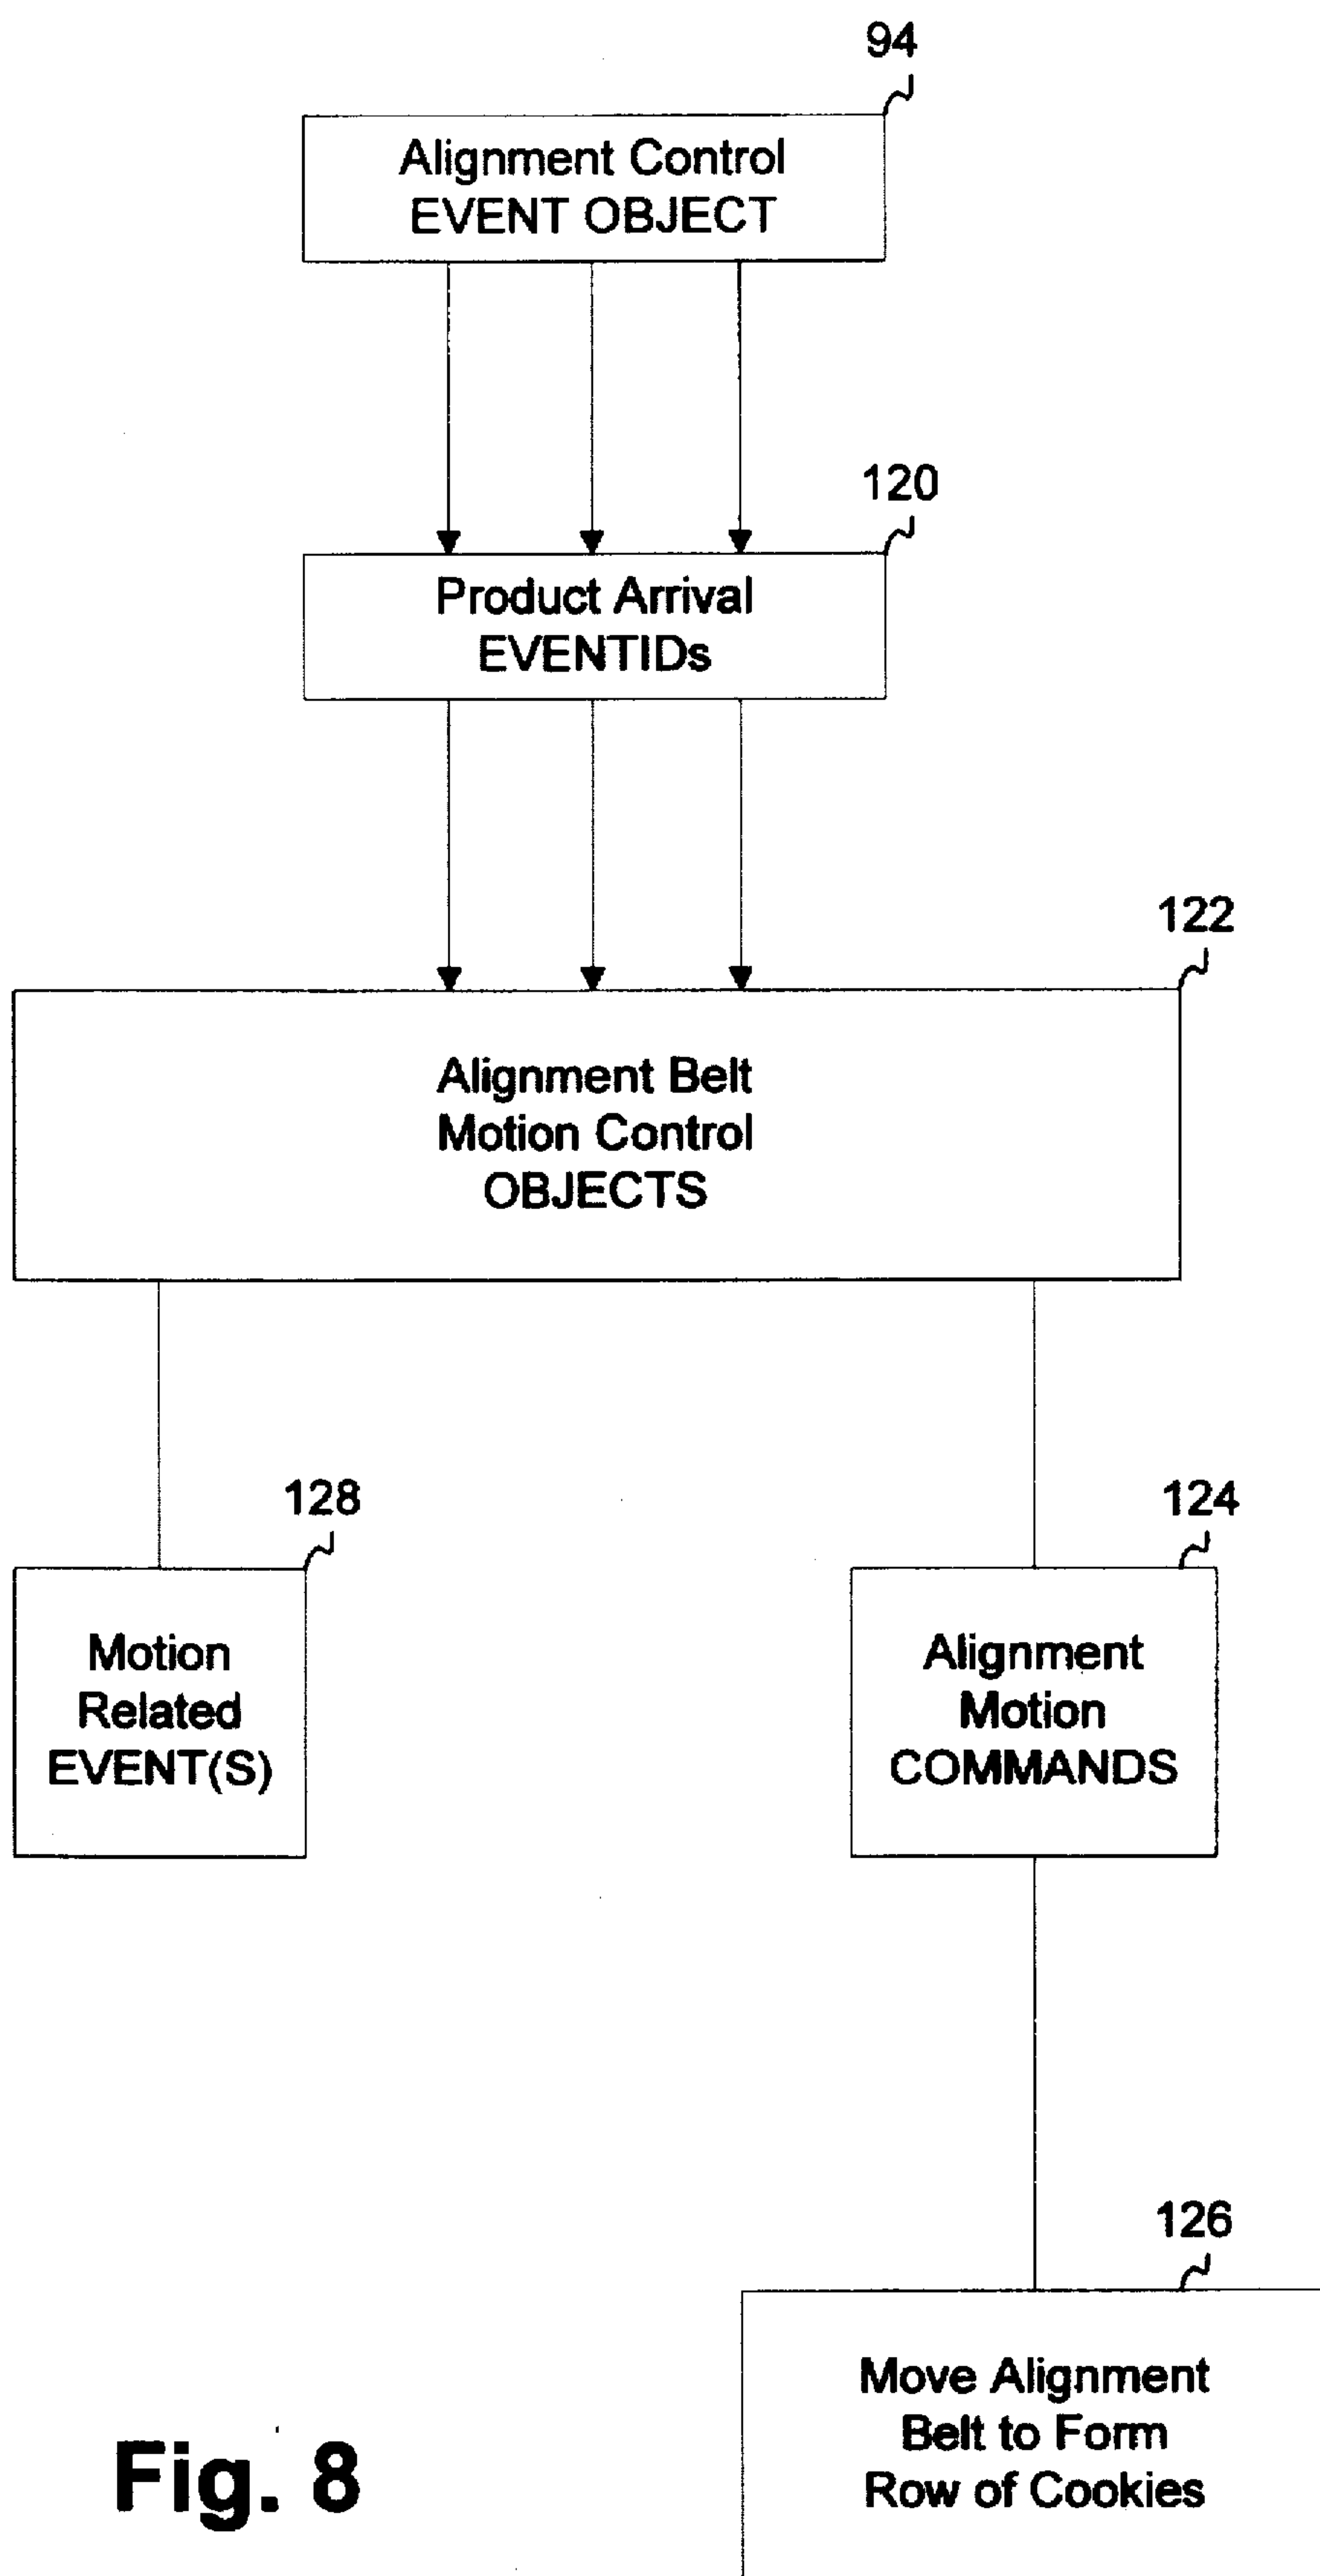 94
Alignment Control
EVENT OBJECT
120
Product Arrival
EVENTIDs
122
Alignment Belt
Motion Control
OBJECTS
128
Motion
Related
EVENT(S)
124
Alignment
Motion
COMMANDS
126
Move Alignment
Belt to Form
Row of Cookies
Fig. 8